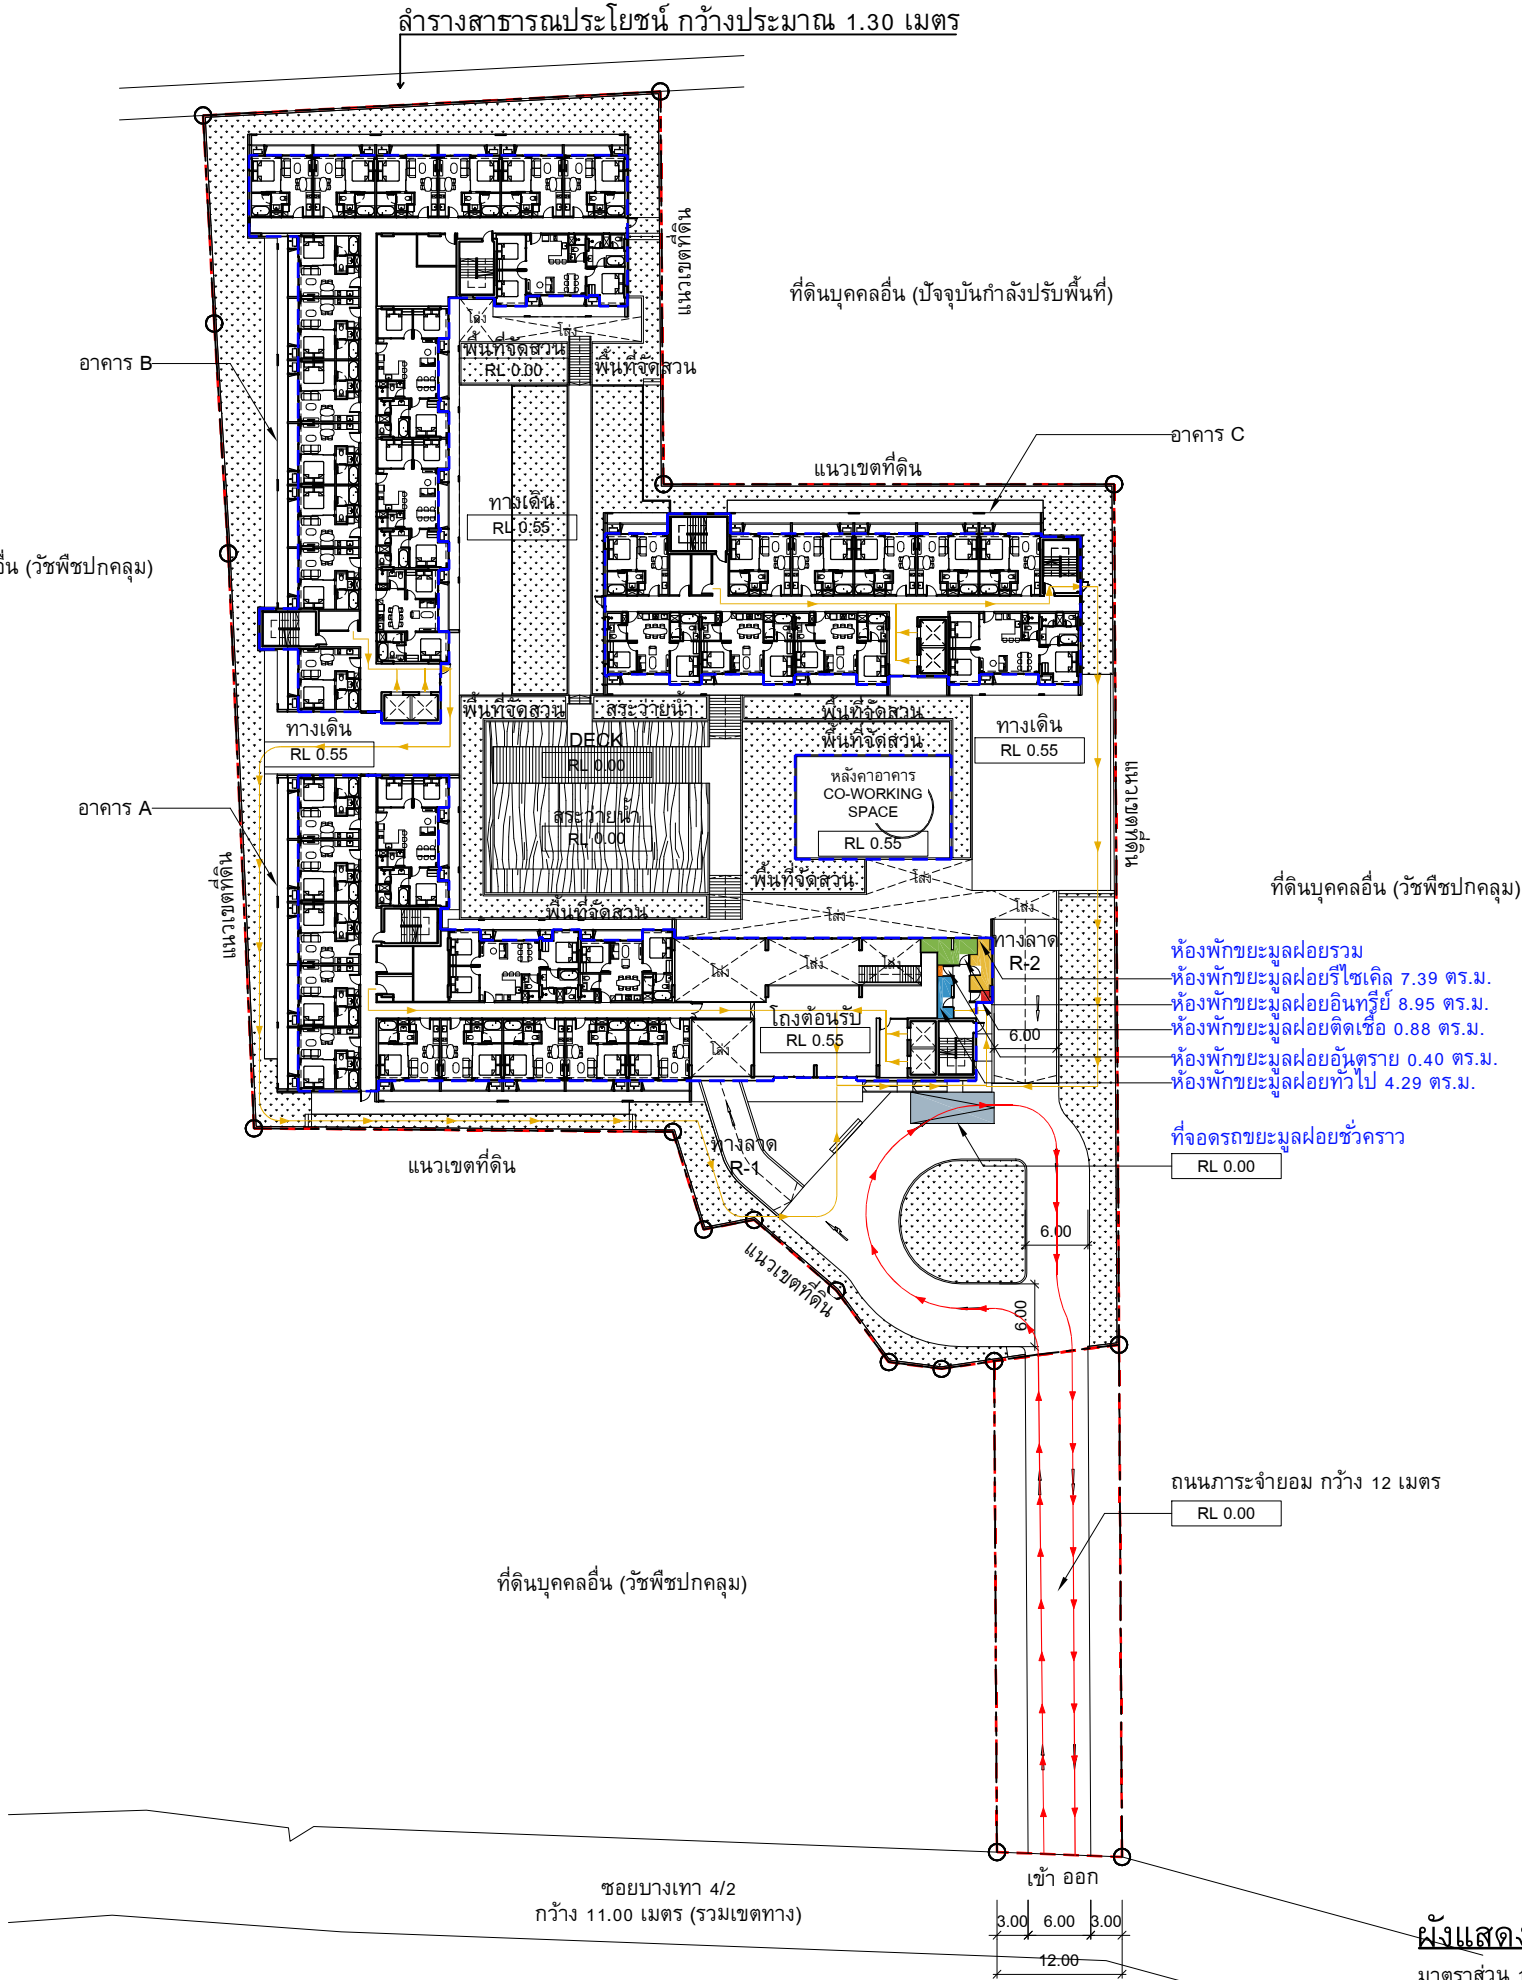 ลำรางสาธารณประโยชน์ กว้างประมาณ 1.30 เมตร
แนวเขตที่ดิน
ที่ดินบุคคลอื่น (ปัจจุบันกำลังปรับพื้นที่)
โล่ง
โล่ง
พื้นที่จัดสวน
RL 0.00
พื้นที่จัดสวน
อาคาร B
อาคาร C
แนวเขตที่ดิน
ทางเดิน
RL 0.55
(วัชพืชปกคลุม)
พื้นที่จัดสวน
สระว่ายน้ำ
พื้นที่จัดสวน
พื้นที่จัดสวน
ทางเดิน
RL 0.55
ทางเดิน
RL 0.55
DECK
RL 0.00
หลังคาอาคาร
CO-WORKING
SPACE
RL 0.55
สระว่ายน้ำ
RL 0.00
อาคาร A
แนวเขตที่ดิน
แนวเขตที่ดิน
พื้นที่จัดสวน
โล่ง
ที่ดินบุคคลอื่น (วัชพืชปกคลุม)
พื้นที่จัดสวน
โล่ง
โล่ง
ทางลาด
R-2
โล่ง
โล่ง
โล่ง
ห้องพักขยะมูลฝอยรวม
ห้องพักขยะมูลฝอยรีไซเคิล 7.39 ตร.ม.
ห้องพักขยะมูลฝอยอินทรีย์ 8.95 ตร.ม.
ห้องพักขยะมูลฝอยติดเชื้อ 0.88 ตร.ม.
ห้องพักขยะมูลฝอยอันตราย 0.40 ตร.ม.
ห้องพักขยะมูลฝอยทั่วไป 4.29 ตร.ม.
โถงต้อนรับ
RL 0.55
โล่ง
6.00
ที่จอดรถขยะมูลฝอยชั่วคราว
RL 0.00
แนวเขตที่ดิน
ทางลาด
R-1
6.00
แนวเขตที่ดิน
6.00
ถนนภาระจำยอม กว้าง 12 เมตร
RL 0.00
ที่ดินบุคคลอื่น (วัชพืชปกคลุม)
เข้า ออก
ซอยบางเทา 4/2
กว้าง 11.00 เมตร (รวมเขตทาง)
3.00 6.00 3.00
12.00
ผังแสดง
มาตราส่วน